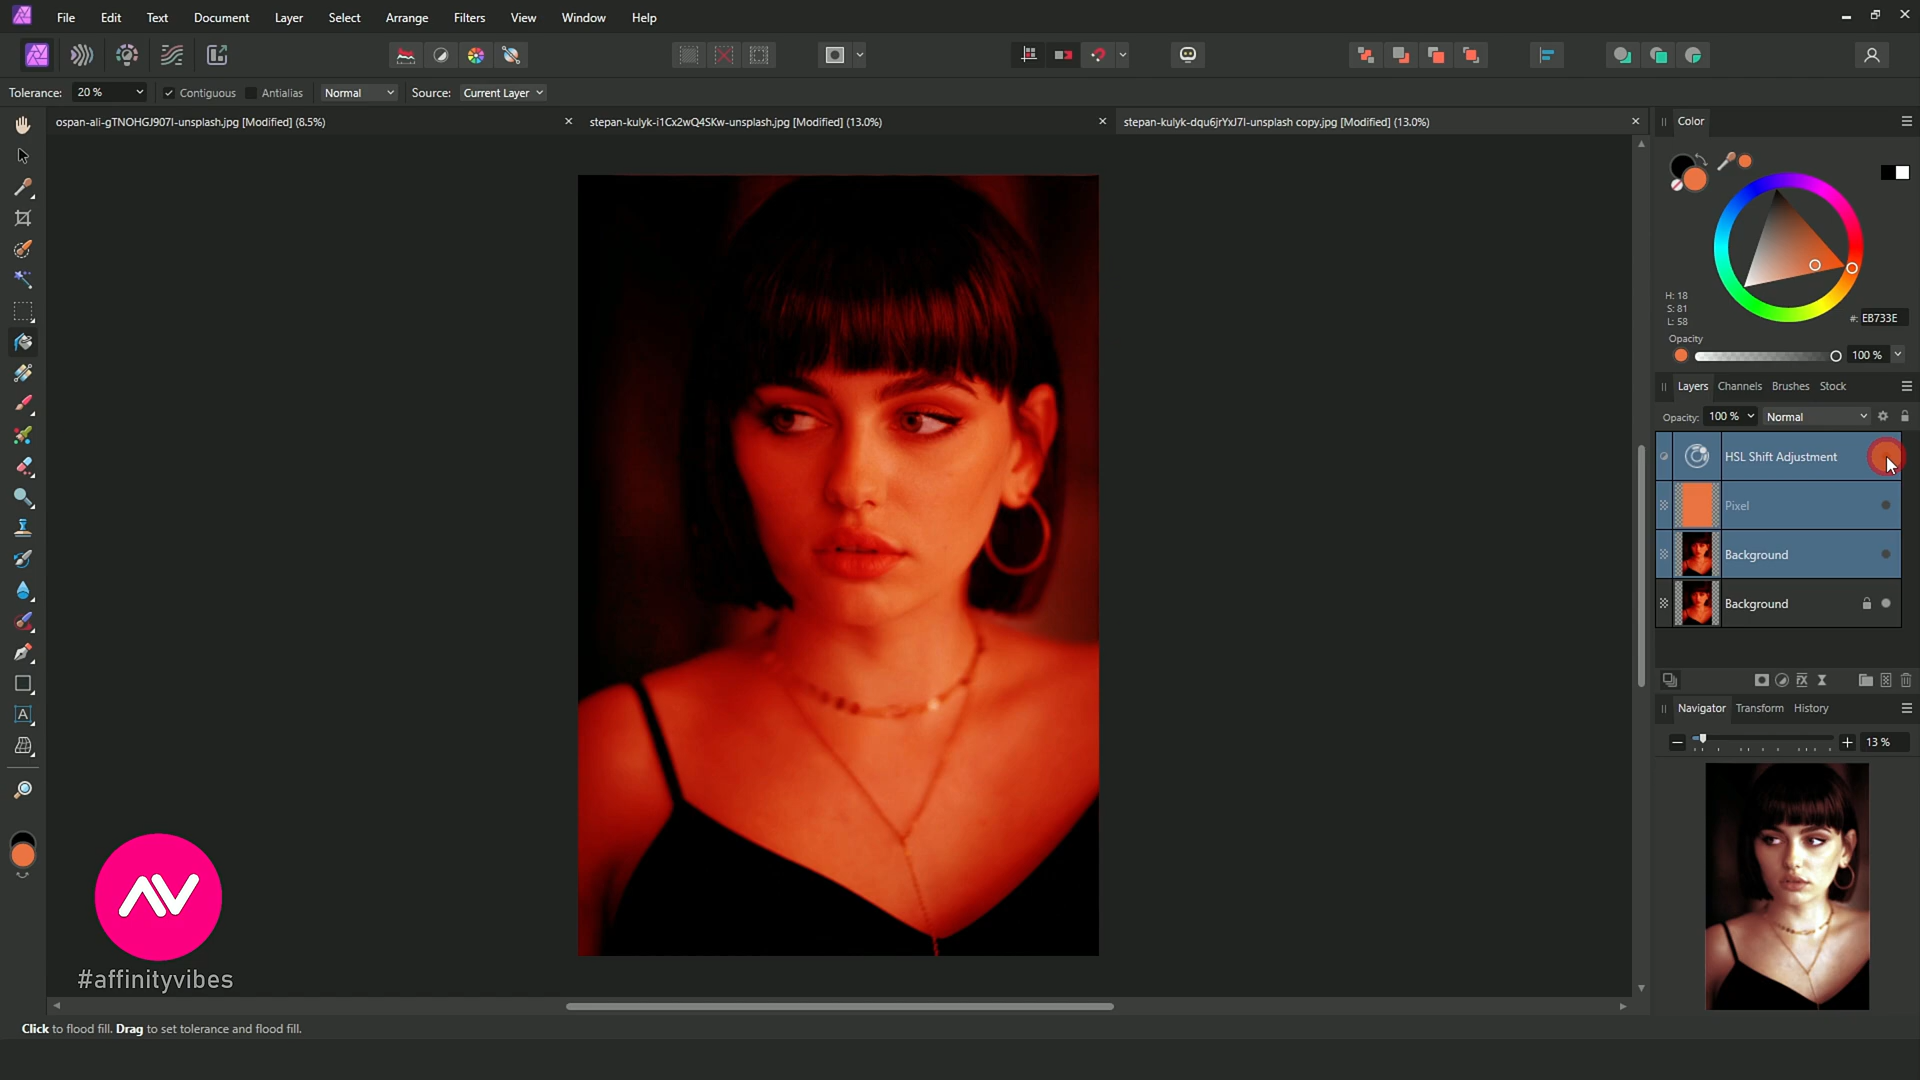 File Edit Text Document Layer Select Arrange Filters View Window Help
Tolerance: 20 % Contiguous Antialias Normal Source: Current Layer
ospan-ali-gTNOHGJ907I-unsplash.jpg [Modified] (8.5%)
stepan-kulyk-i1Cx2wQ4SKw-unsplash.jpg [Modified] (13.0%)
stepan-kulyk-dqu6jrYxJ7I-unsplash copy.jpg [Modified] (13.0%)
Color
H: 18
S: 81
L: 58
#: EB733E
Opacity
100 %
Layers Channels Brushes Stock
Opacity: 100 % Normal
HSL Shift Adjustment
Pixel
Background
Background
Navigator Transform History
13 %
A
AV
#affinityvibes
Click to flood fill. Drag to set tolerance and flood fill.